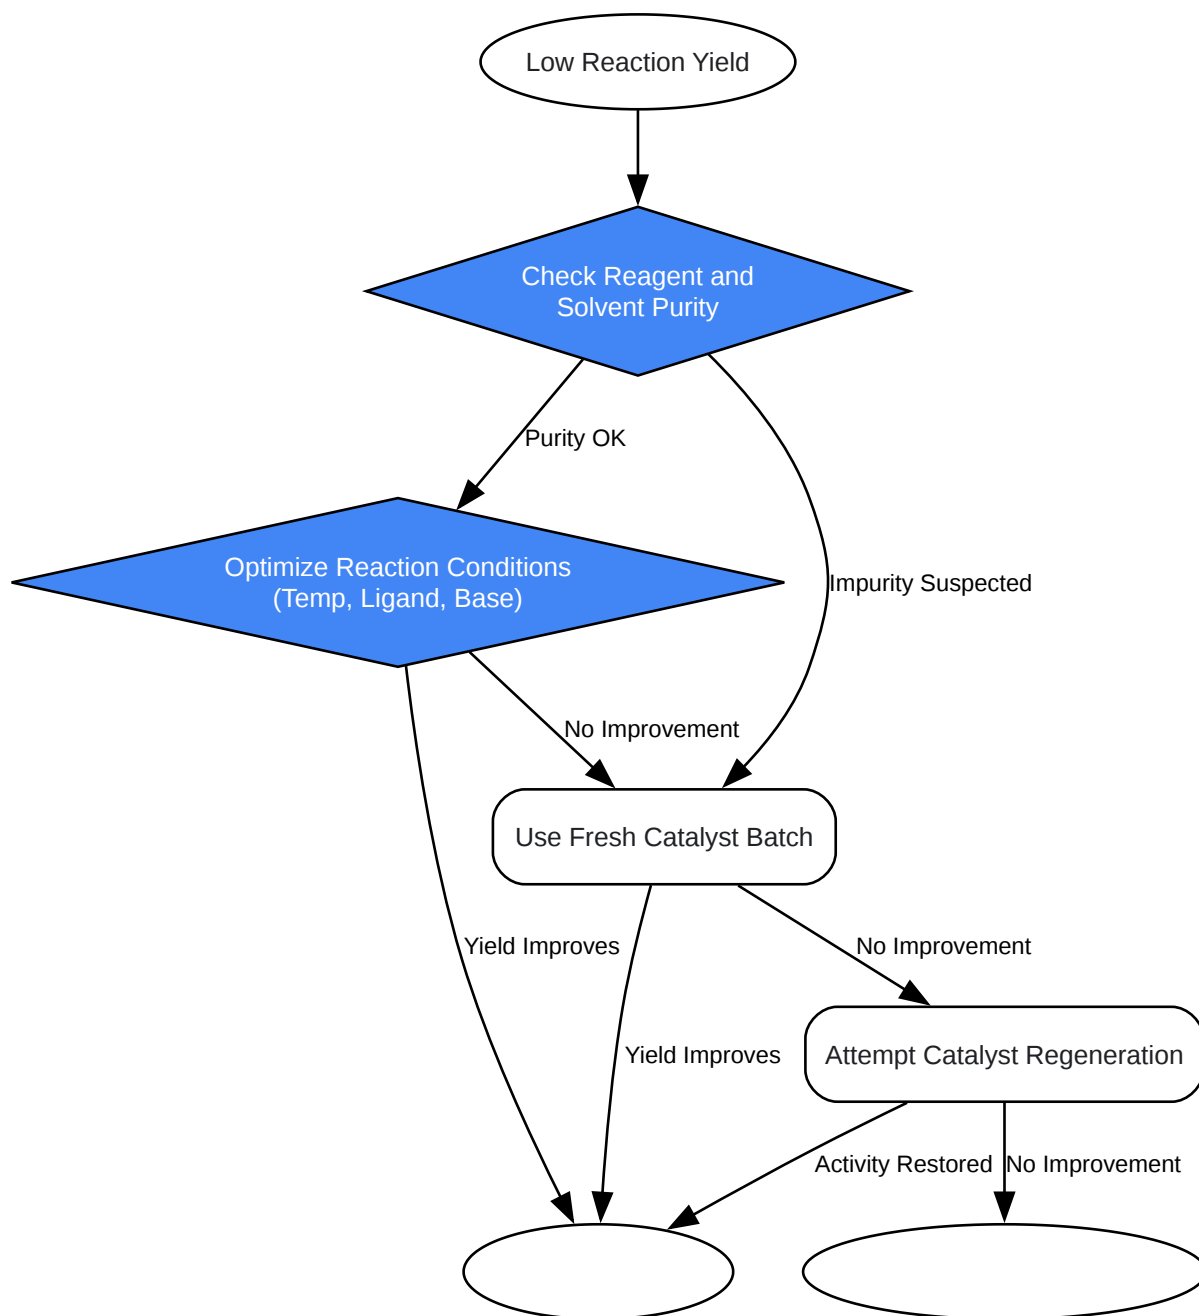 Low Reaction Yield
Check Reagent and
Solvent Purity
Purity OK
Optimize Reaction Conditions
(Temp, Ligand, Base)
Impurity Suspected
No Improvement
Use Fresh Catalyst Batch
Yield Improves
No Improvement
Yield Improves
Attempt Catalyst Regeneration
Activity Restored
No Improvement